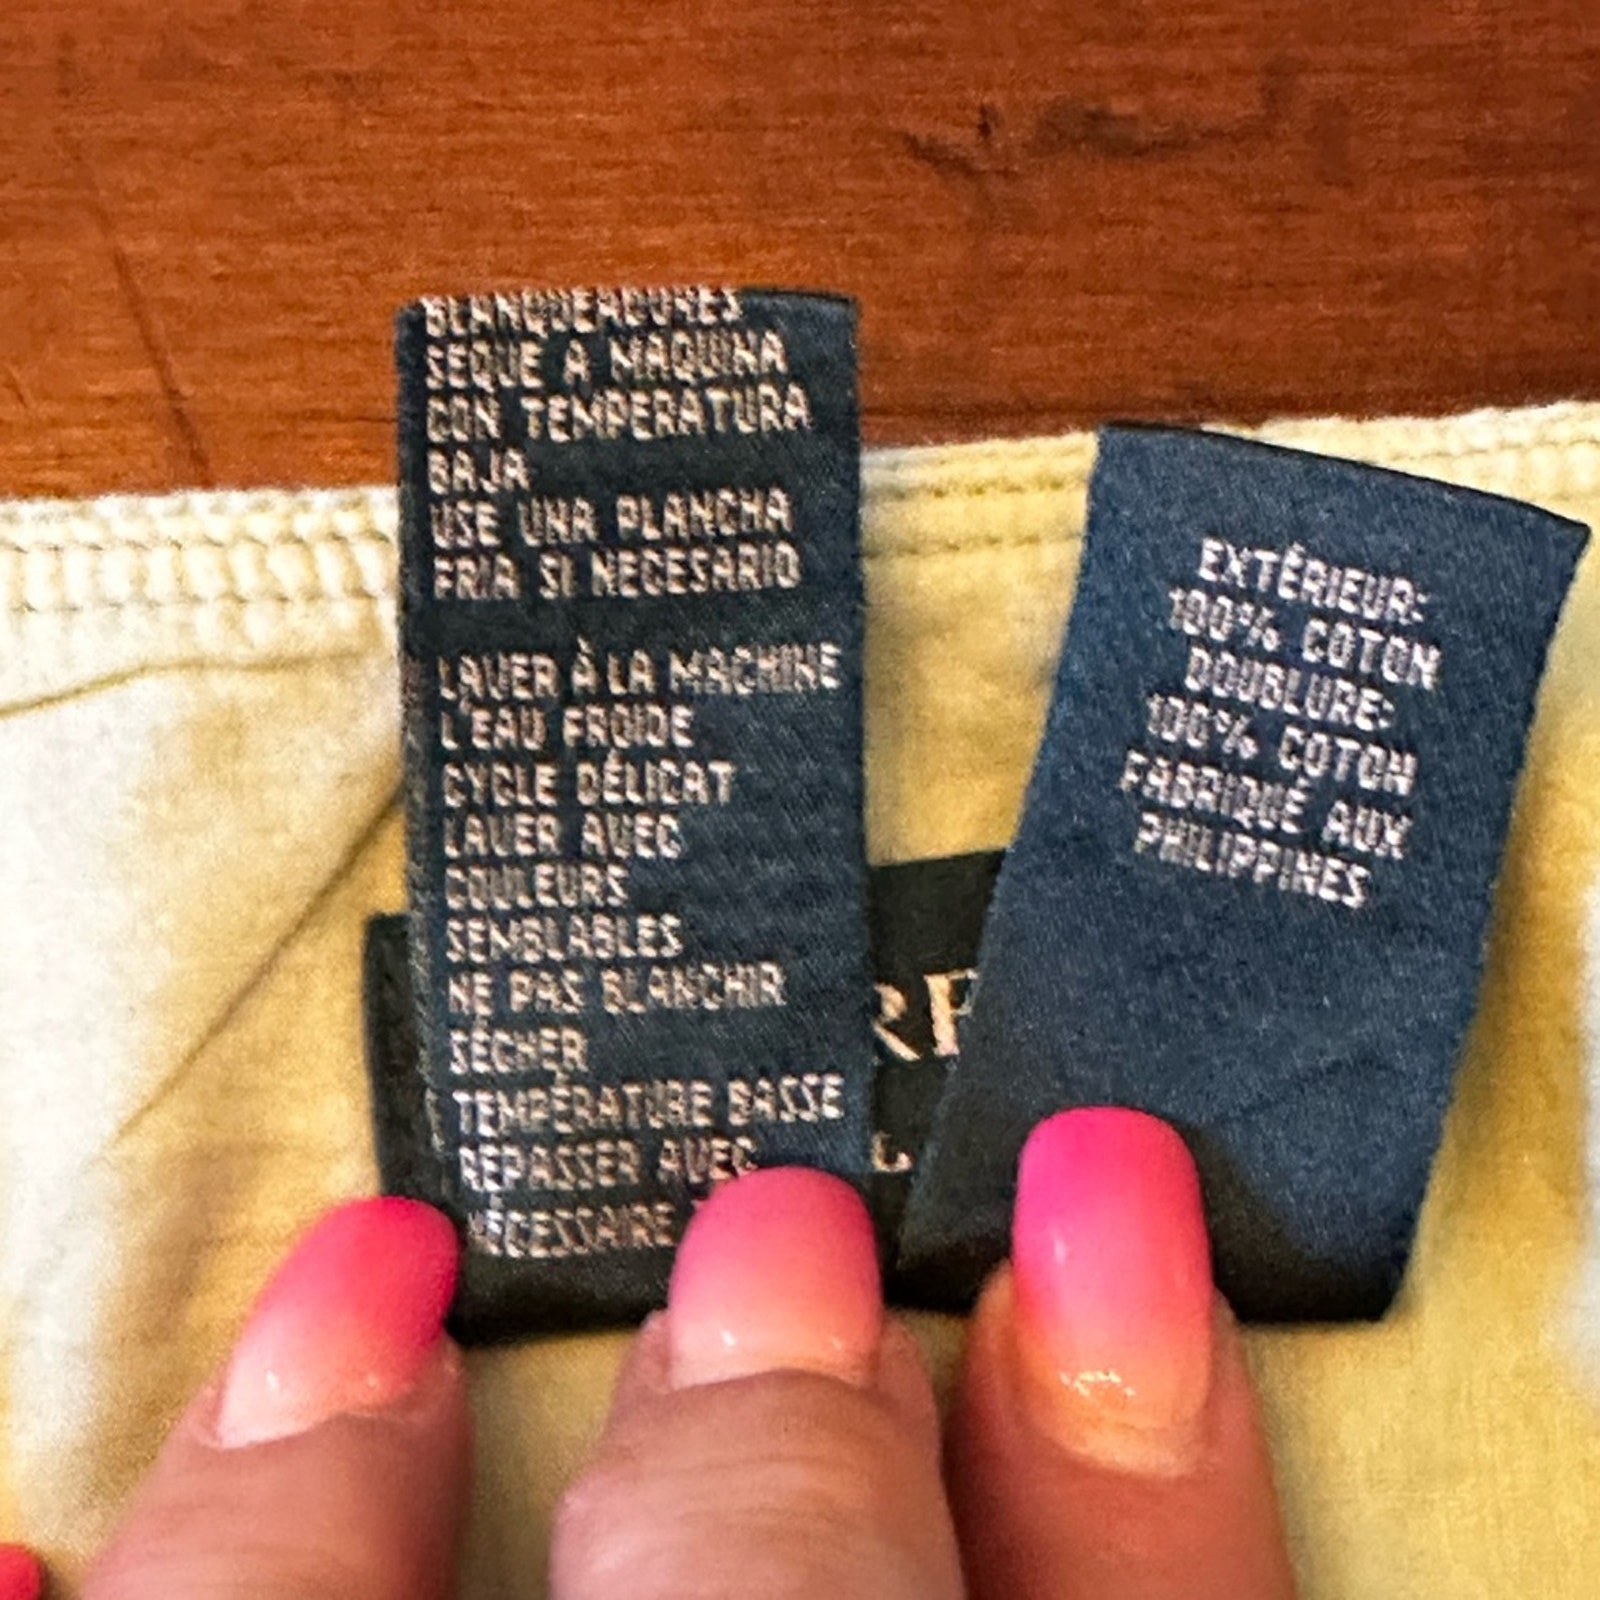 BLANQUEADORES
SEQUE A MAQUINA
CON TEMPERATURA
BAJA
USE UNA PLANCHA
FRIA SI NECESARIO
LAVER À LA MACHINE
L'EAU FROIDE
CYCLE DÉLICAT
LAVER AVEC
COULEURS
SEMBLABLES
NE PAS BLANCHIR
SÉCHER
TEMPÉRATURE BASSE
REPASSER AVEC
NÉCESSAIRE
EXTÉRIEUR:
100% COTON
DOUBLURE:
100% COTON
FABRIQUÉ AUX
PHILIPPINES